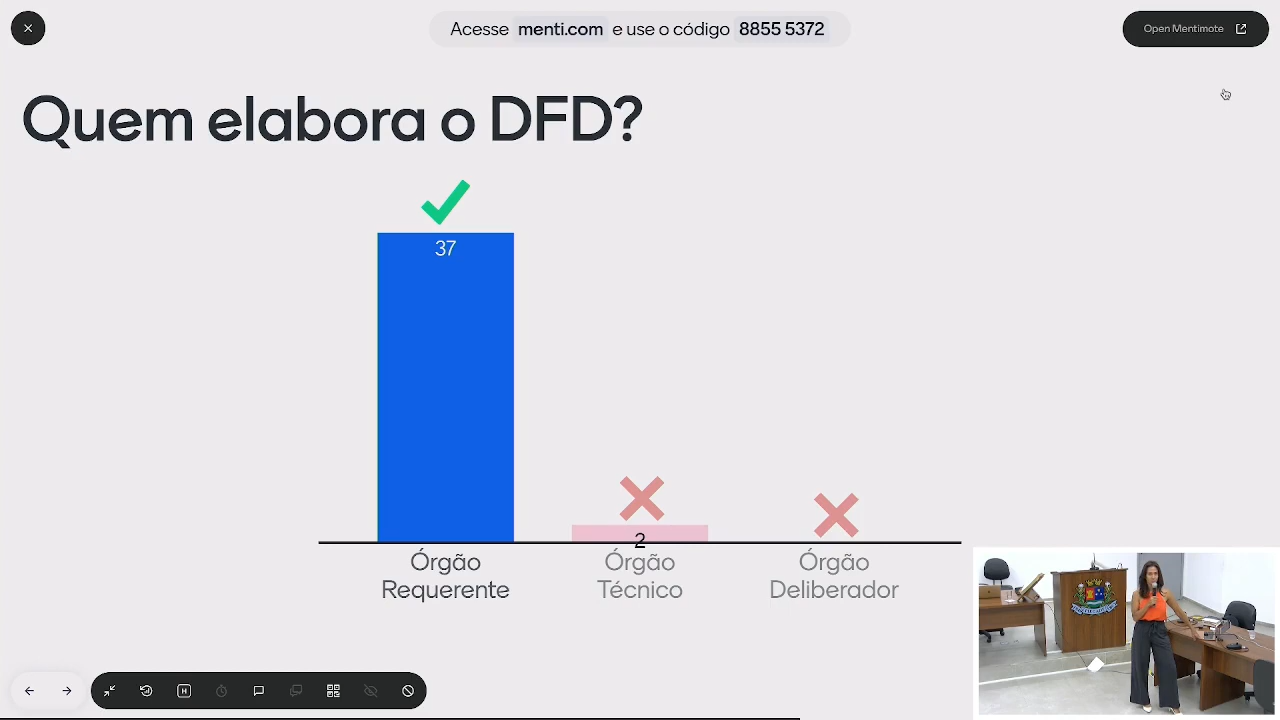 Acesse menti.com e use o código 8855 5372
Open Mentimote
Quem elabora o DFD?
37
2
Órgão
Requerente
Órgão
Técnico
Órgão
Deliberador
H